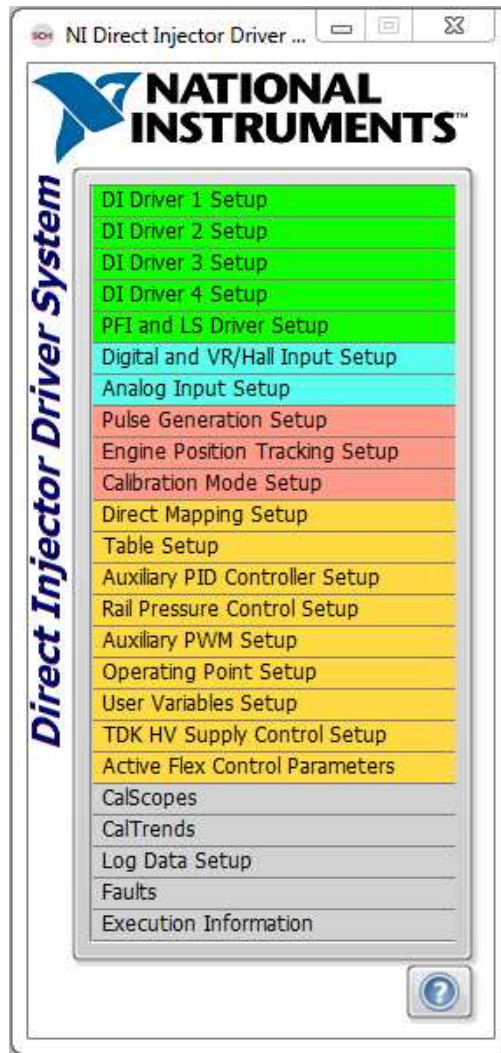 SCM NI Direct Injector Driver ...
NATIONAL
INSTRUMENTS™
Direct Injector Driver System
DI Driver 1 Setup
DI Driver 2 Setup
DI Driver 3 Setup
DI Driver 4 Setup
PFI and LS Driver Setup
Digital and VR/Hall Input Setup
Analog Input Setup
Pulse Generation Setup
Engine Position Tracking Setup
Calibration Mode Setup
Direct Mapping Setup
Table Setup
Auxiliary PID Controller Setup
Rail Pressure Control Setup
Auxiliary PWM Setup
Operating Point Setup
User Variables Setup
TDK HV Supply Control Setup
Active Flex Control Parameters
CalScopes
CalTrends
Log Data Setup
Faults
Execution Information
?